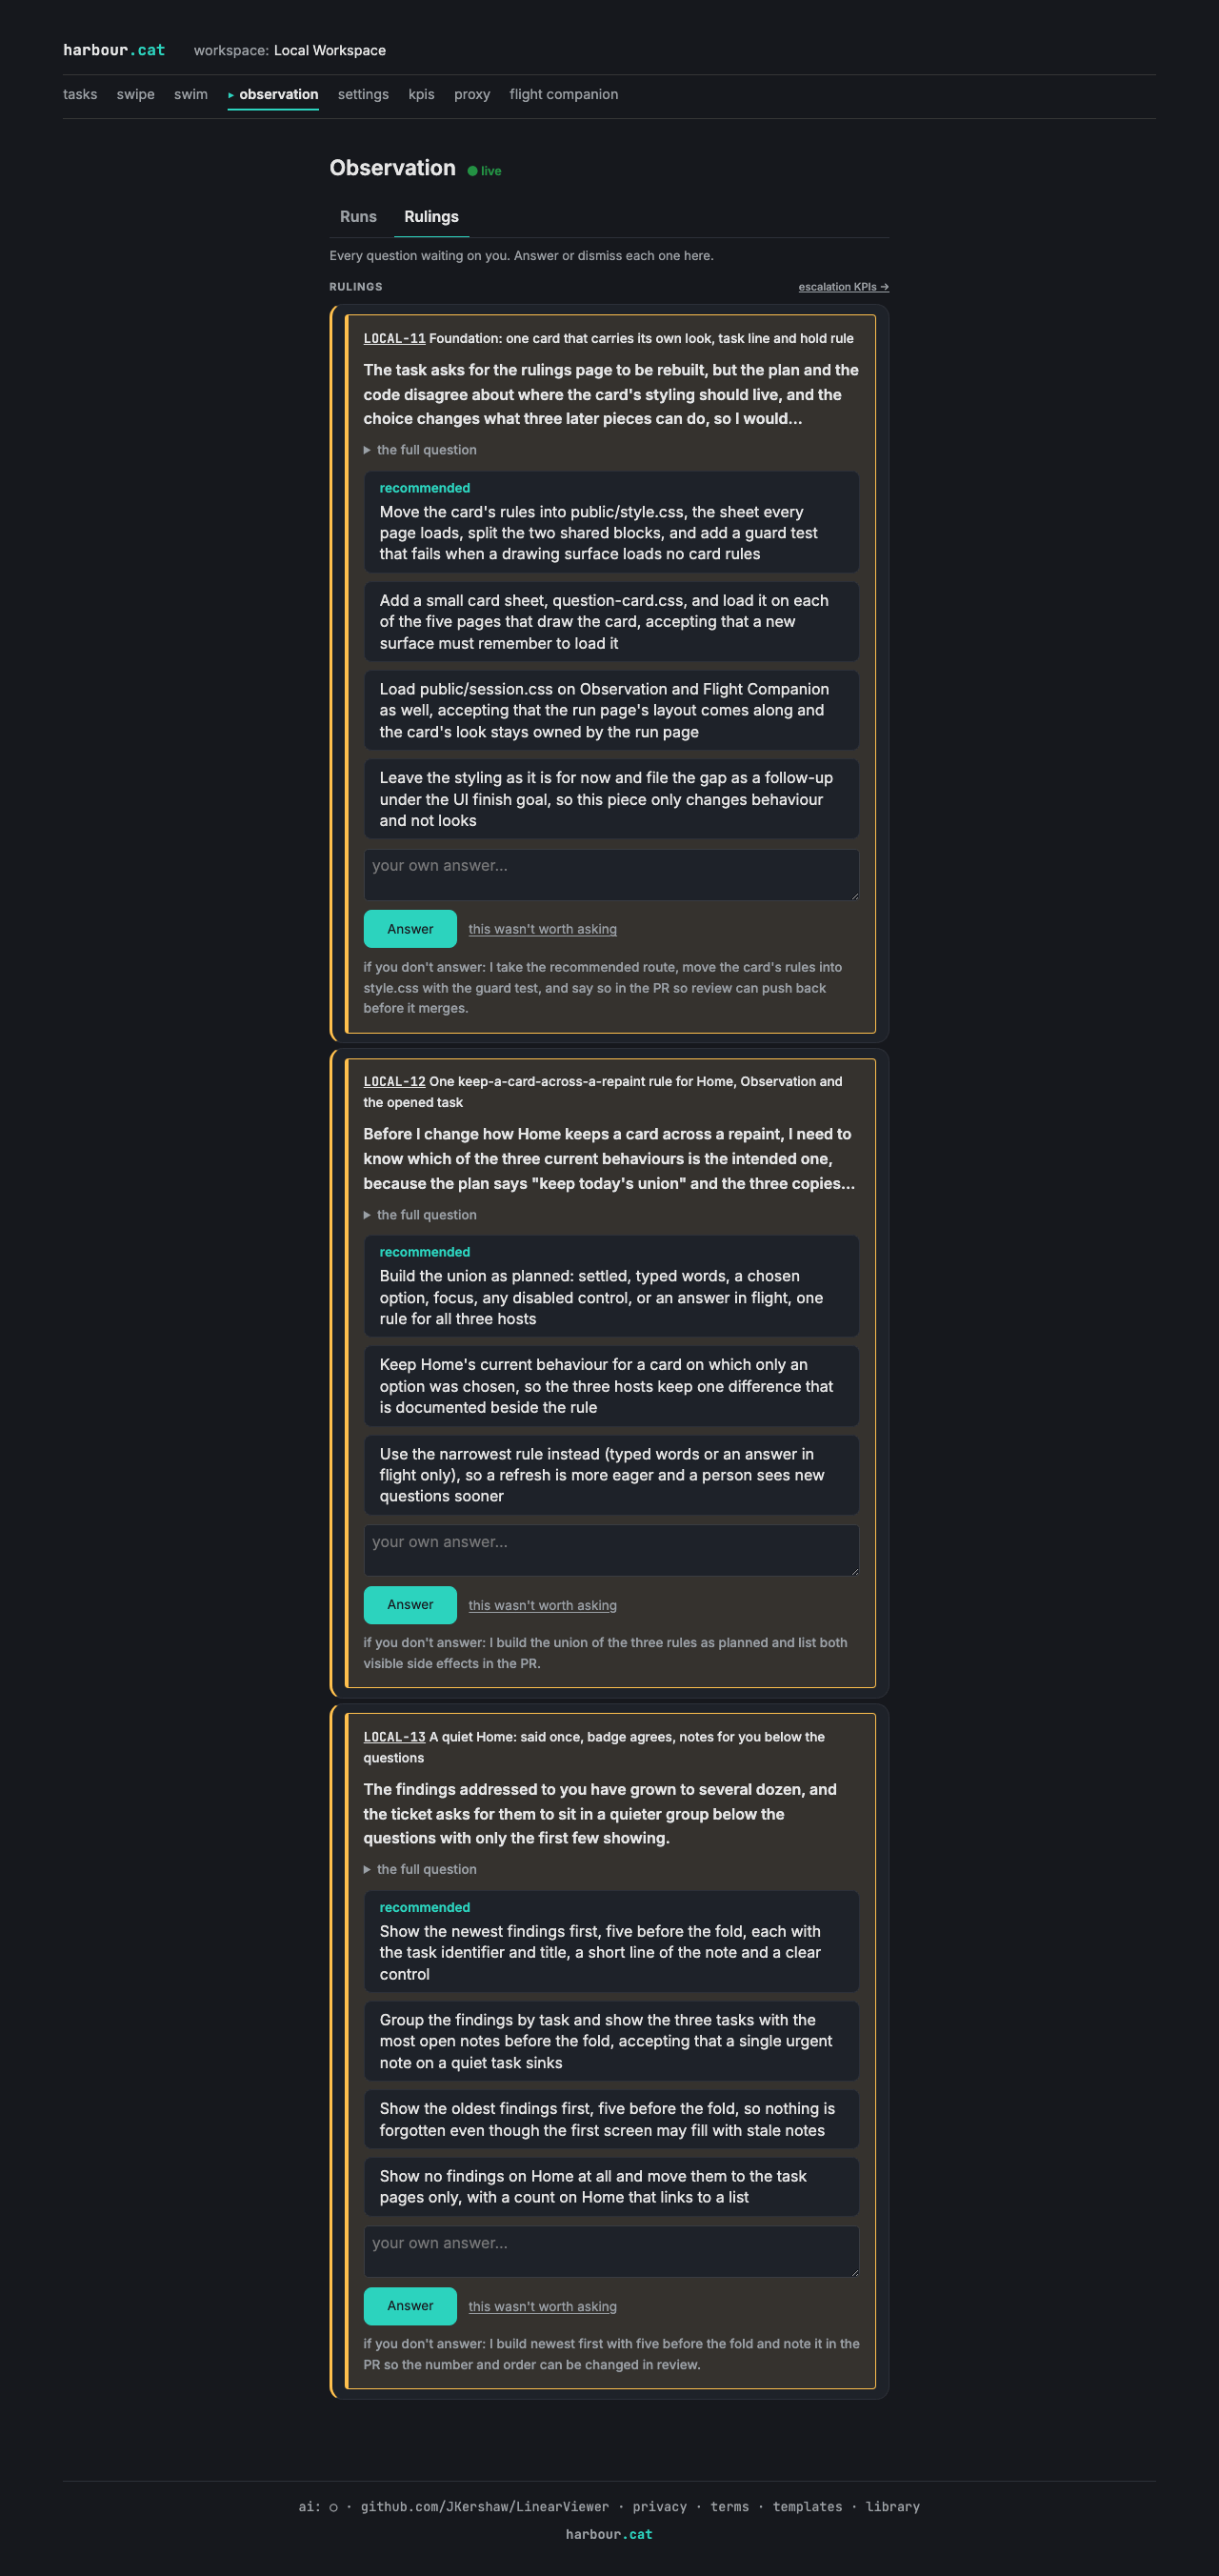 harbour.cat workspace: Local Workspace
tasks swipe swim ▸ observation settings kpis proxy flight companion
Observation ● live
Runs Rulings
Every question waiting on you. Answer or dismiss each one here.
RULINGS escalation KPIs →
LOCAL-11 Foundation: one card that carries its own look, task line and hold rule
The task asks for the rulings page to be rebuilt, but the plan and the
code disagree about where the card's styling should live, and the
choice changes what three later pieces can do, so I would...
▶ the full question
recommended
Move the card's rules into public/style.css, the sheet every
page loads, split the two shared blocks, and add a guard test
that fails when a drawing surface loads no card rules
Add a small card sheet, question-card.css, and load it on each
of the five pages that draw the card, accepting that a new
surface must remember to load it
Load public/session.css on Observation and Flight Companion
as well, accepting that the run page's layout comes along and
the card's look stays owned by the run page
Leave the styling as it is for now and file the gap as a follow-up
under the UI finish goal, so this piece only changes behaviour
and not looks
your own answer...
Answer this wasn't worth asking
if you don't answer: I take the recommended route, move the card's rules into
style.css with the guard test, and say so in the PR so review can push back
before it merges.
LOCAL-12 One keep-a-card-across-a-repaint rule for Home, Observation and
the opened task
Before I change how Home keeps a card across a repaint, I need to
know which of the three current behaviours is the intended one,
because the plan says "keep today's union" and the three copies...
▶ the full question
recommended
Build the union as planned: settled, typed words, a chosen
option, focus, any disabled control, or an answer in flight, one
rule for all three hosts
Keep Home's current behaviour for a card on which only an
option was chosen, so the three hosts keep one difference that
is documented beside the rule
Use the narrowest rule instead (typed words or an answer in
flight only), so a refresh is more eager and a person sees new
questions sooner
your own answer...
Answer this wasn't worth asking
if you don't answer: I build the union of the three rules as planned and list both
visible side effects in the PR.
LOCAL-13 A quiet Home: said once, badge agrees, notes for you below the
questions
The findings addressed to you have grown to several dozen, and
the ticket asks for them to sit in a quieter group below the
questions with only the first few showing.
▶ the full question
recommended
Show the newest findings first, five before the fold, each with
the task identifier and title, a short line of the note and a clear
control
Group the findings by task and show the three tasks with the
most open notes before the fold, accepting that a single urgent
note on a quiet task sinks
Show the oldest findings first, five before the fold, so nothing is
forgotten even though the first screen may fill with stale notes
Show no findings on Home at all and move them to the task
pages only, with a count on Home that links to a list
your own answer...
Answer this wasn't worth asking
if you don't answer: I build newest first with five before the fold and note it in the
PR so the number and order can be changed in review.
ai: ○ · github.com/JKershaw/LinearViewer · privacy · terms · templates · library
harbour.cat